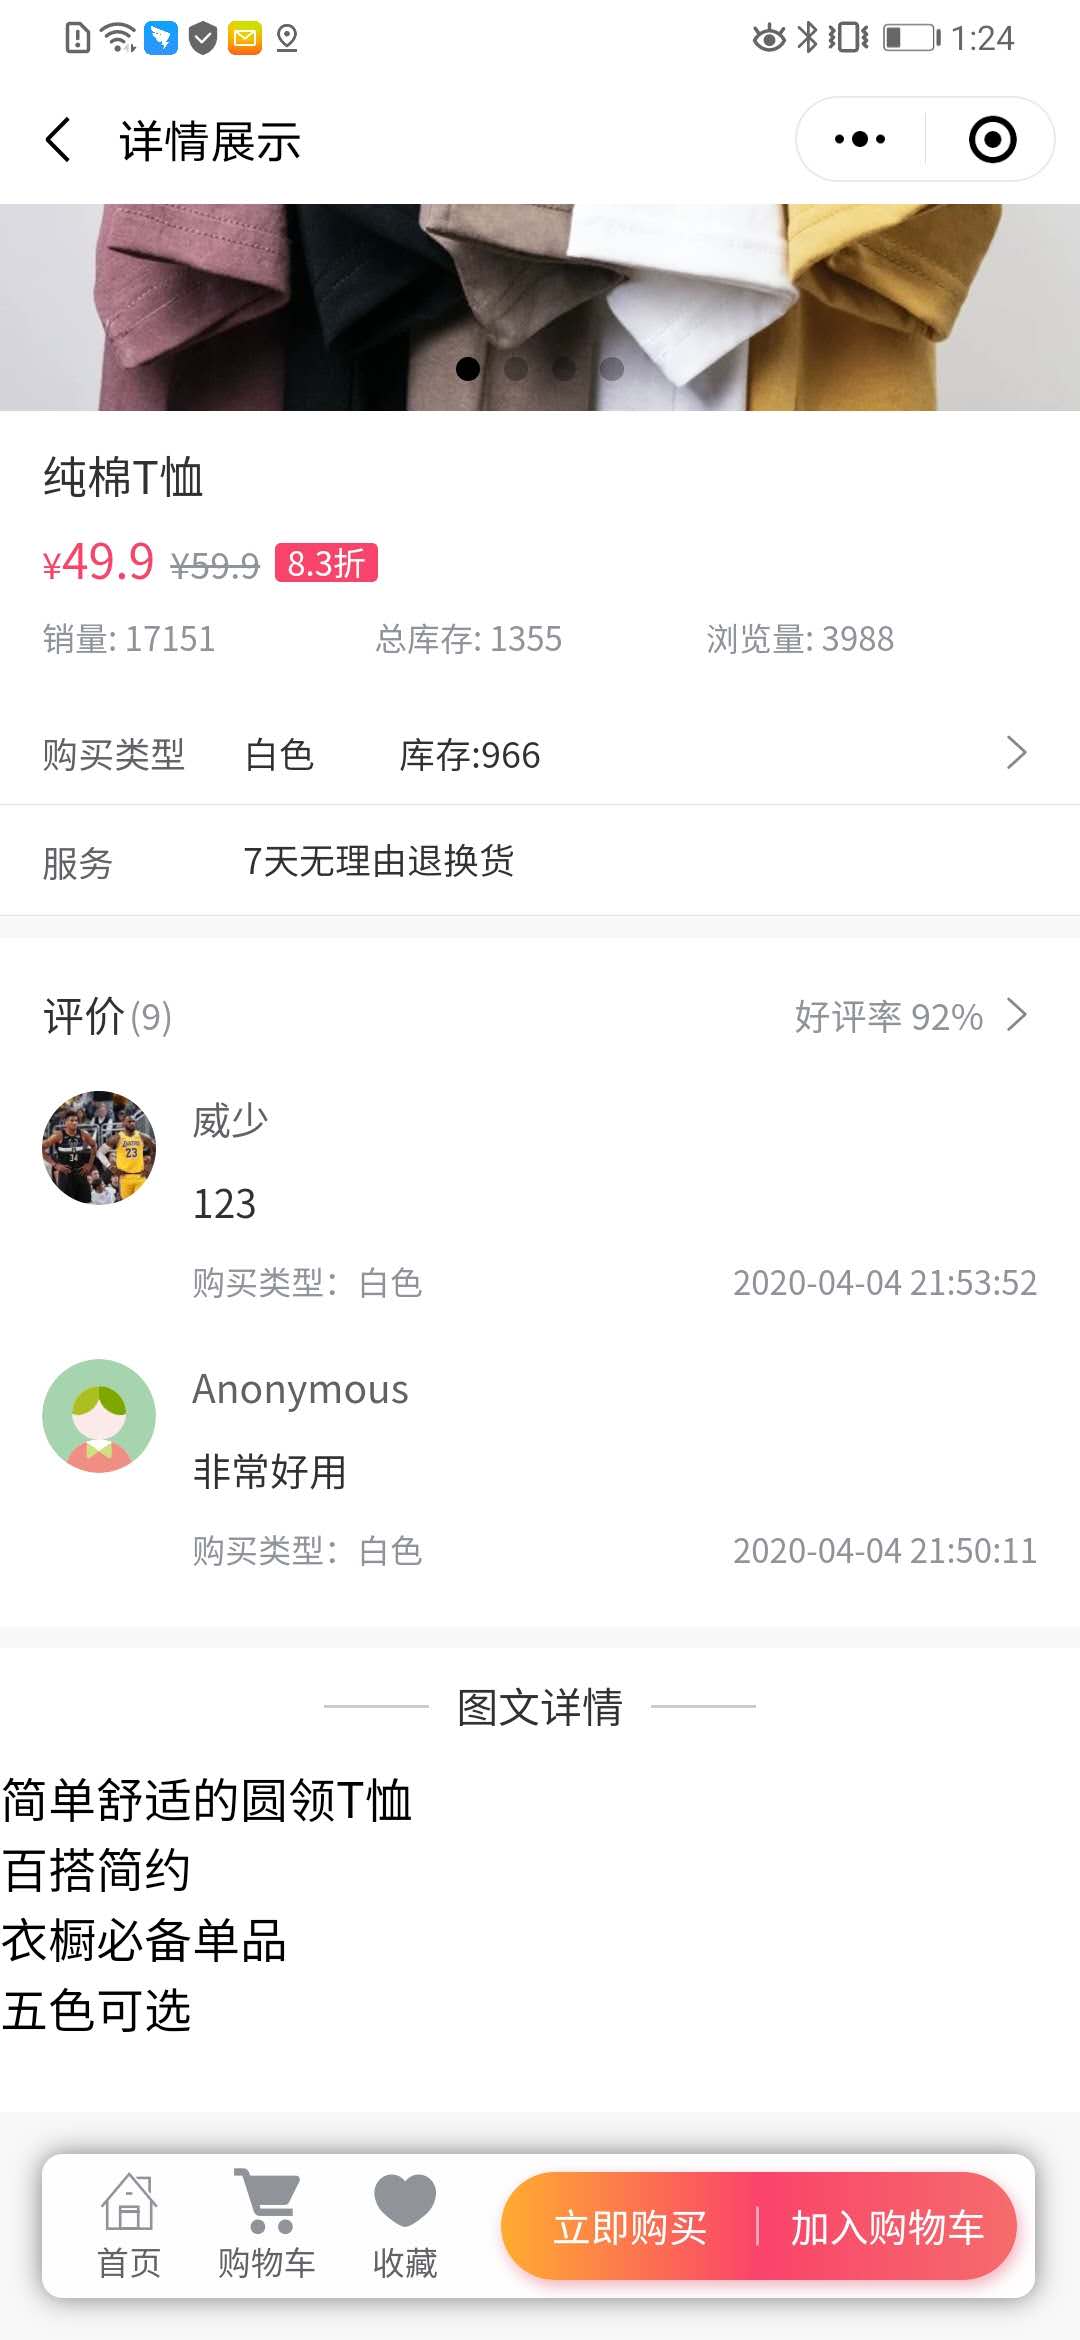 1:24
详情展示
纯棉T恤
¥49.9 ¥59.9 8.3折
销量: 17151 总库存: 1355 浏览量: 3988
购买类型 白色 库存:966
服务 7天无理由退换货
评价(9) 好评率 92%
威少
123
购买类型：白色 2020-04-04 21:53:52
Anonymous
非常好用
购买类型：白色 2020-04-04 21:50:11
图文详情
简单舒适的圆领T恤
百搭简约
衣橱必备单品
五色可选
首页 购物车 收藏 立即购买 加入购物车